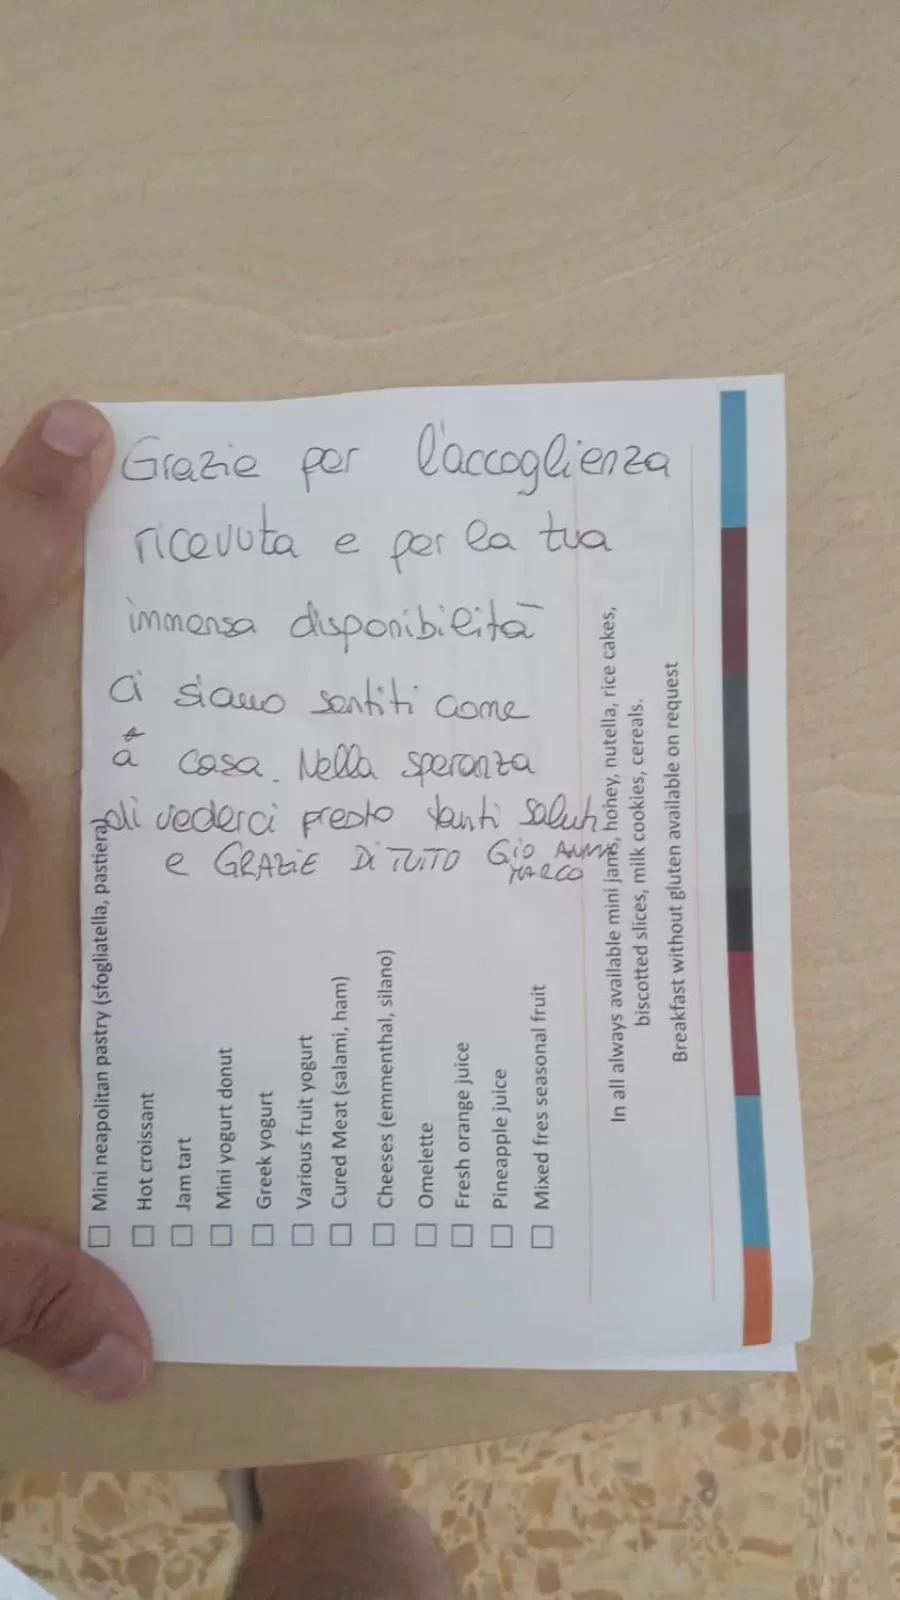 Grazie per l'accoglienza
ricevuta e per la tua
immensa disponibilità
ci siamo sentiti come
a casa. Nella speranza
di vederci presto tanti saluti
e GRAZIE DI TUTTO GIO ANNA
MARCO
Mini neapolitan pastry (sfogliatella, pastiera)
Hot croissant
Jam tart
Mini yogurt donut
Greek yogurt
Various fruit yogurt
Cured Meat (salami, ham)
Cheeses (emmenthal, silano)
Omelette
Fresh orange juice
Pineapple juice
Mixed fres seasonal fruit
In all always available mini jams, honey, nutella, rice cakes,
biscotted slices, milk cookies, cereals.
Breakfast without gluten available on request